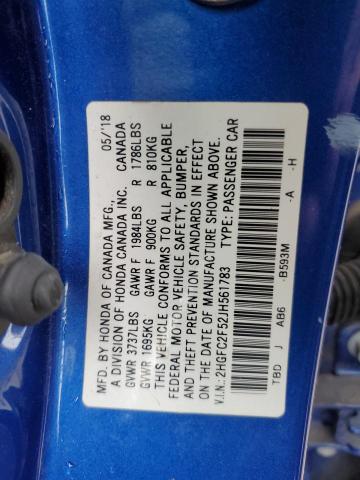 MFD. BY HONDA OF CANADA MFG., 05/'18
A DIVISION OF HONDA CANADA INC. CANADA
GVWR 3737LBS GAWR F 1984LBS R 1786LBS
GVWR 1695KG GAWR F 900KG R 810KG
THIS VEHICLE CONFORMS TO ALL APPLICABLE
FEDERAL MOTOR VEHICLE SAFETY, BUMPER,
AND THEFT PREVENTION STANDARDS IN EFFECT
ON THE DATE OF MANUFACTURE SHOWN ABOVE.
V.I.N.: 2HGFC2F52JH561783 TYPE: PASSENGER CAR
TBD J AB6 -B593M -A -H